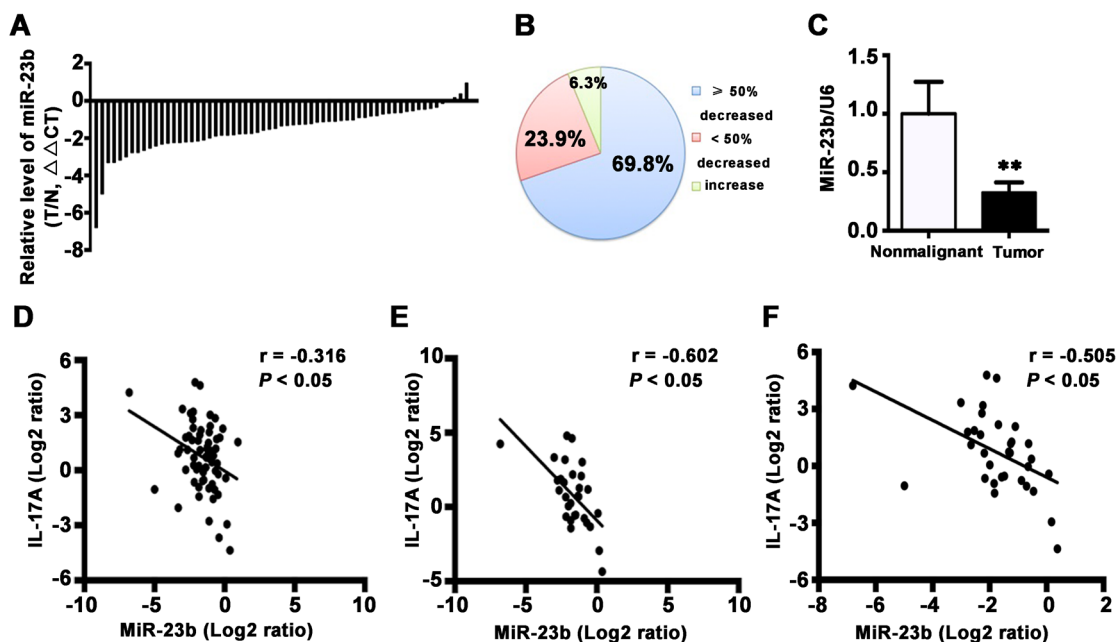 A
Relative level of miR-23b
(T/N, △△CT)
2
0
-2
-4
-6
-8
B
6.3%
23.9%
69.8%
≥ 50%
decreased
< 50%
decreased
increase
C
MiR-23b/U6
1.5
1.0
0.5
0.0
**
Nonmalignant Tumor
D
r = -0.316
P < 0.05
IL-17A (Log2 ratio)
6
3
0
-3
-6
-10 -5 0 5 10
MiR-23b (Log2 ratio)
E
r = -0.602
P < 0.05
IL-17A (Log2 ratio)
10
5
0
-5
-10 -5 0 5 10
MiR-23b (Log2 ratio)
F
r = -0.505
P < 0.05
IL-17A (Log2 ratio)
6
3
0
-3
-6
-8 -6 -4 -2 0 2
MiR-23b (Log2 ratio)